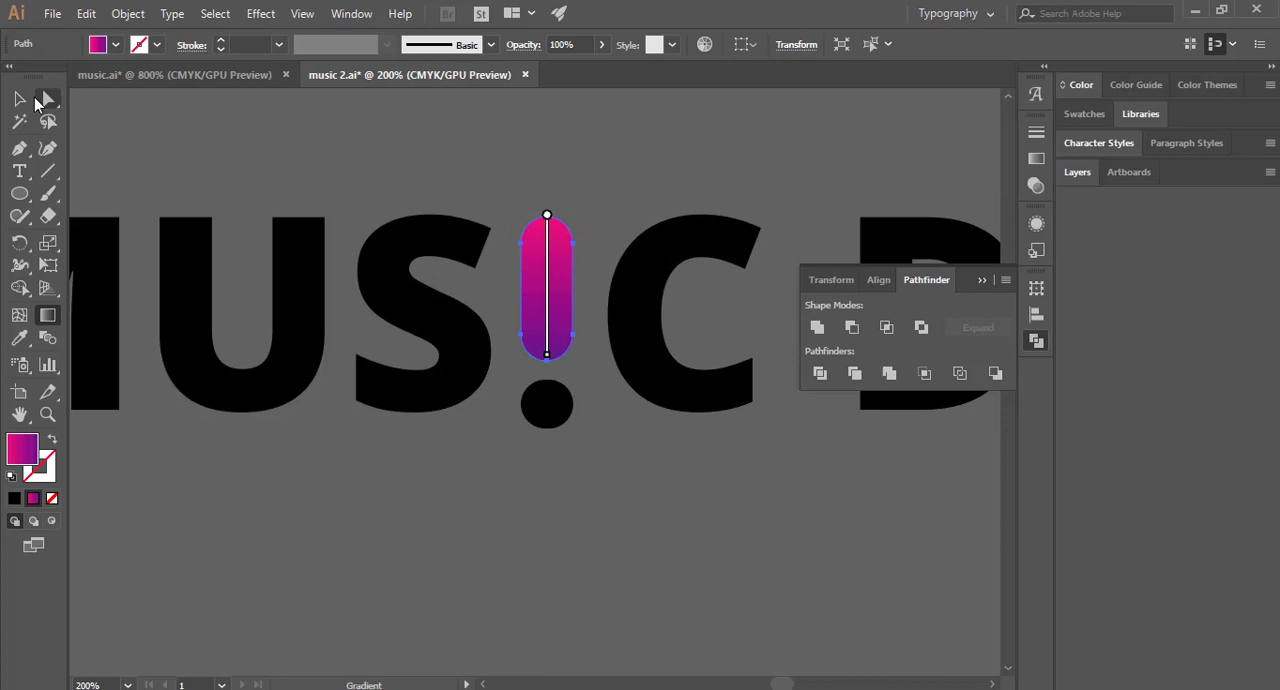 Ai File Edit Object Type Select Effect View Window Help Br St Typography Search Adobe Help
Path Stroke: Basic Opacity: 100% Style: Transform
music.ai* @ 800% (CMYK/GPU Preview) music 2.ai* @ 200% (CMYK/GPU Preview)
Color Color Guide Color Themes
Swatches Libraries
Character Styles Paragraph Styles
Layers Artboards
US!C
Transform Align Pathfinder
Shape Modes:
Expand
Pathfinders:
200% 1 Gradient